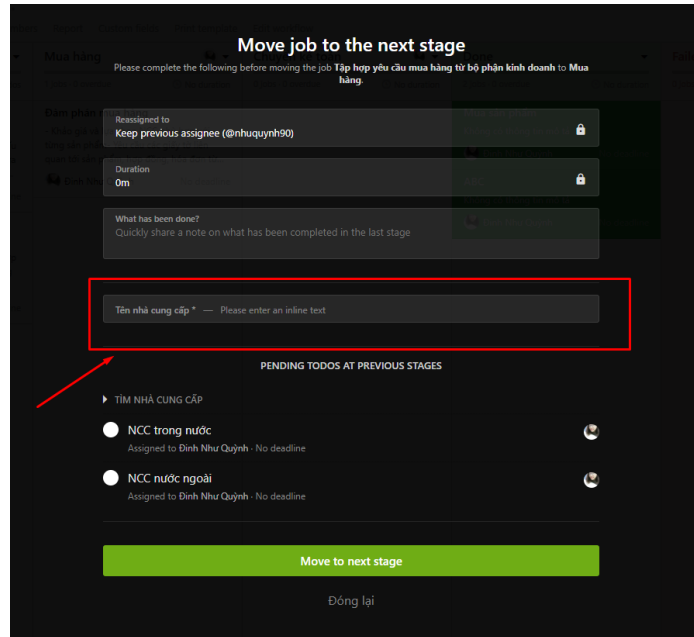 Mua hàng
Move job to the next stage
Please complete the following before moving the job Tập hợp yêu cầu mua hàng từ bộ phận kinh doanh to Mua
hàng.
Reassigned to
Keep previous assignee (@nhuquynh90)
Duration
0m
What has been done?
Quickly share a note on what has been completed in the last stage
Tên nhà cung cấp * — Please enter an inline text
PENDING TODOS AT PREVIOUS STAGES
TÌM NHÀ CUNG CẤP
NCC trong nước
Assigned to Đinh Như Quỳnh - No deadline
NCC nước ngoài
Assigned to Đinh Như Quỳnh - No deadline
Move to next stage
Đóng lại